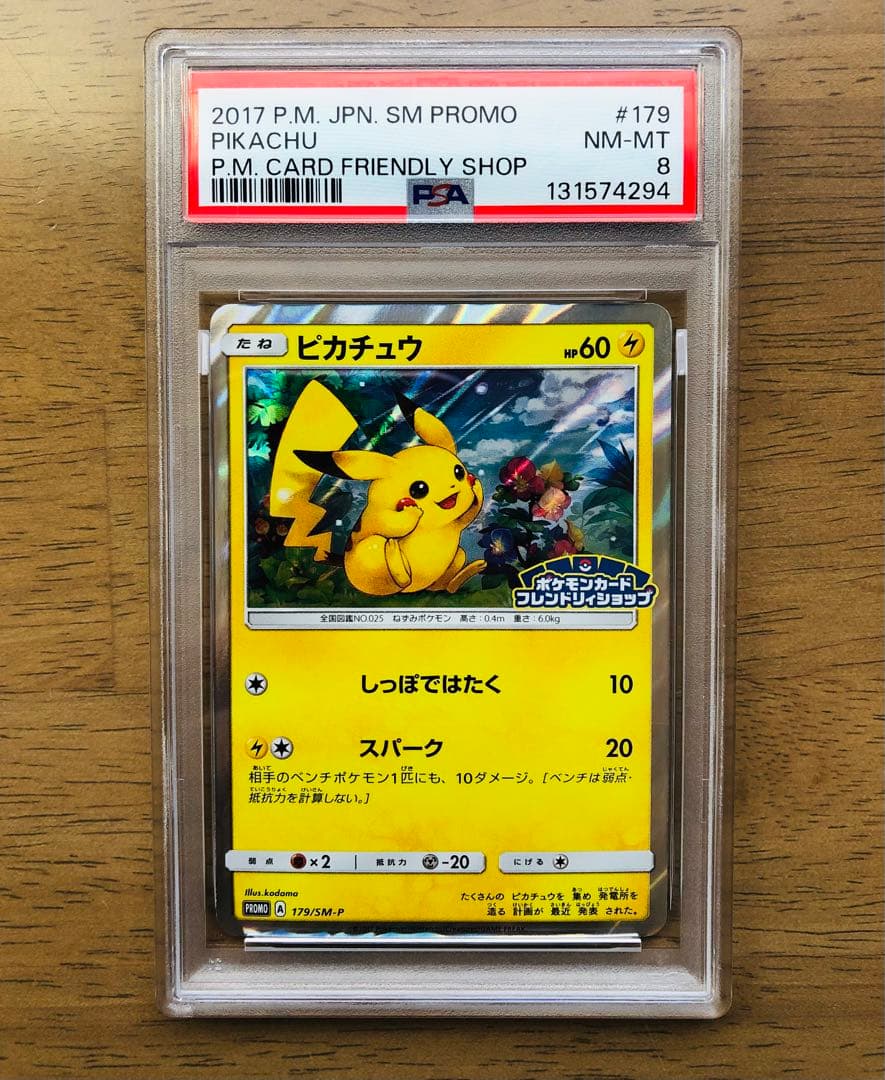 2017 P.M. JPN. SM PROMO #179
PIKACHU NM-MT
P.M. CARD FRIENDLY SHOP 8
PSA 131574294
たね ピカチュウ HP60
ポケモンカード
フレンドリィショップ
全国図鑑NO.025 ねずみポケモン 高さ:0.4m 重さ:6.0kg
しっぽではたく 10
スパーク 20
相手のベンチポケモン1匹にも、10ダメージ。[ベンチは弱点・
抵抗力を計算しない。]
弱点 ×2 抵抗力 -20 にげる
Illus.kodama
たくさんの ピカチュウを 集め 発電所を
造る 計画が 最近 発表 された。
PROMO A 179/SM-P